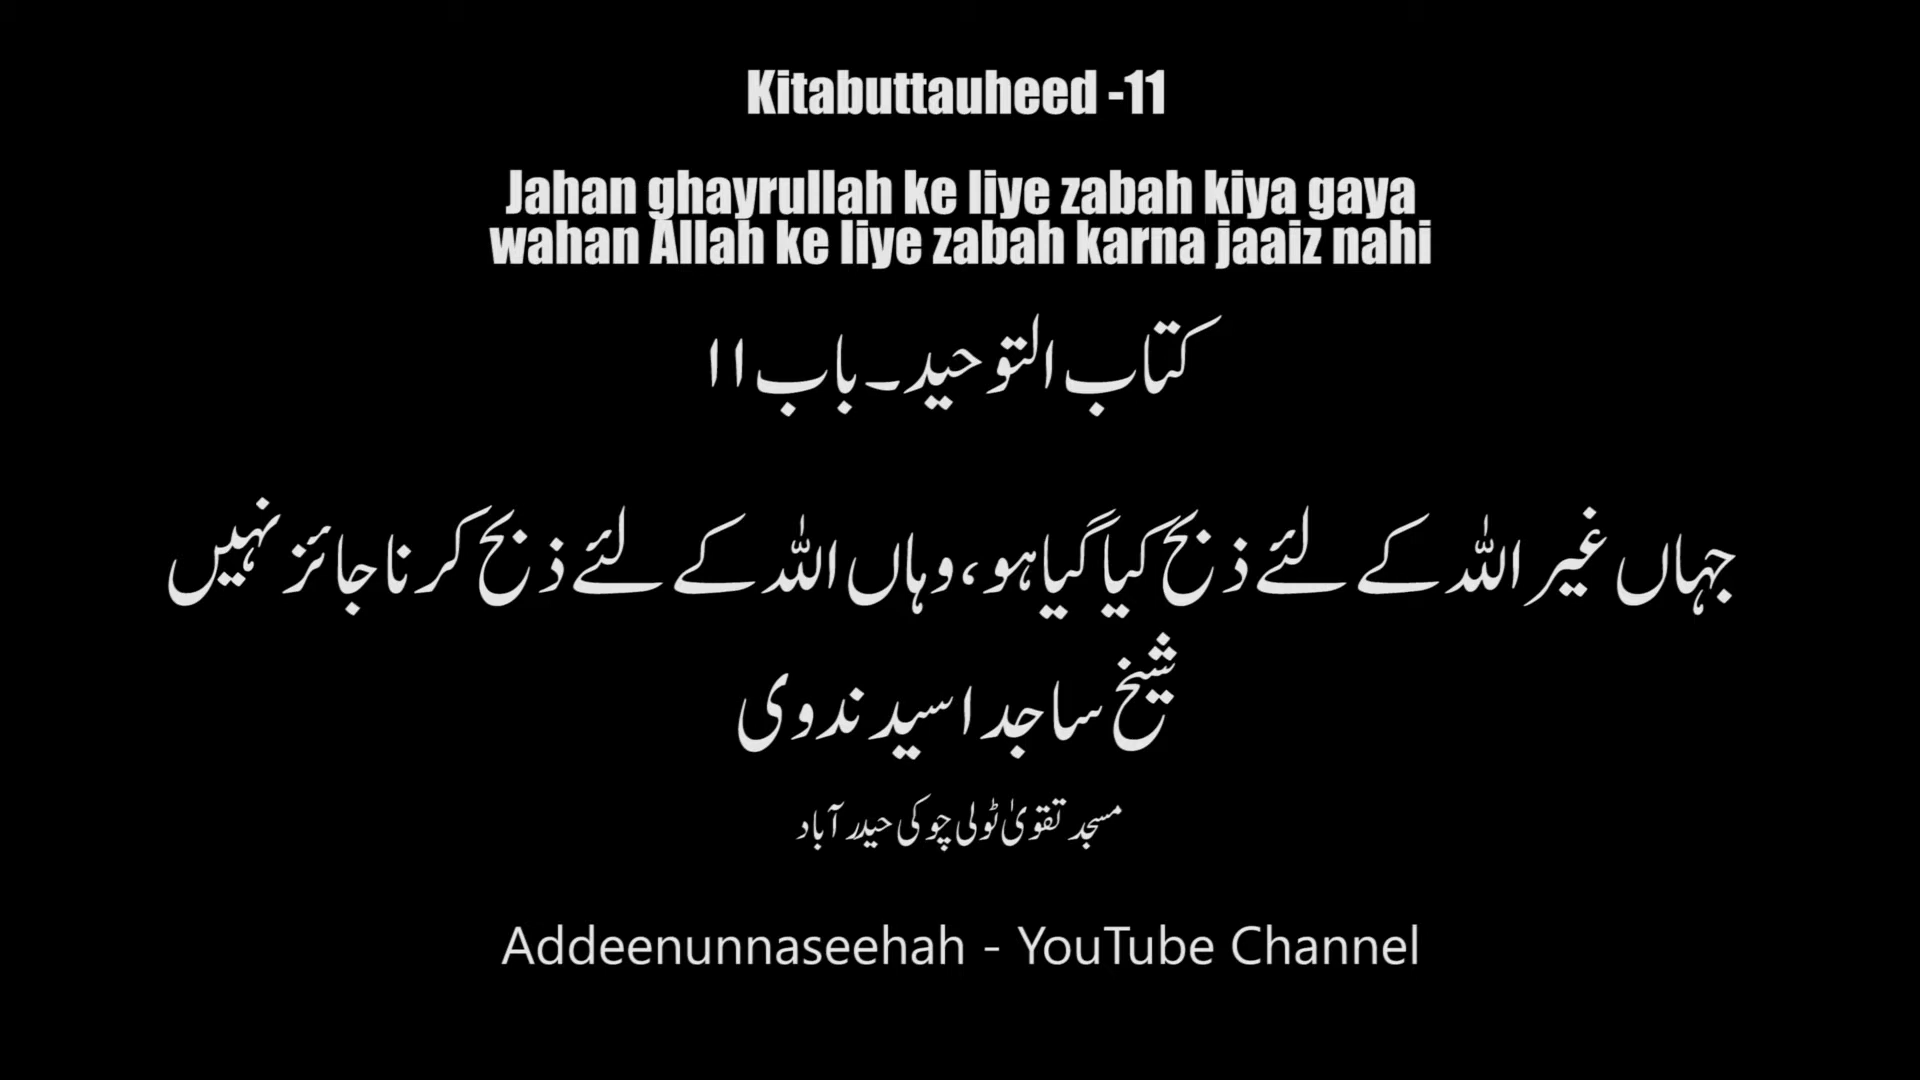 Kitabuttauheed -11
Jahan ghayrullah ke liye zabah kiya gaya
wahan Allah ke liye zabah karna jaaiz nahi
کتاب التوحید۔باب ۱۱
جہاں غیر اللہ کے لئے ذبح کیا گیا ہو، وہاں اللہ کے لئے ذبح کرنا جائز نہیں
شیخ ساجد اسید ندوی
مسجد تقویٰ ٹولی چوکی حیدر آباد
Addeenunnaseehah - YouTube Channel